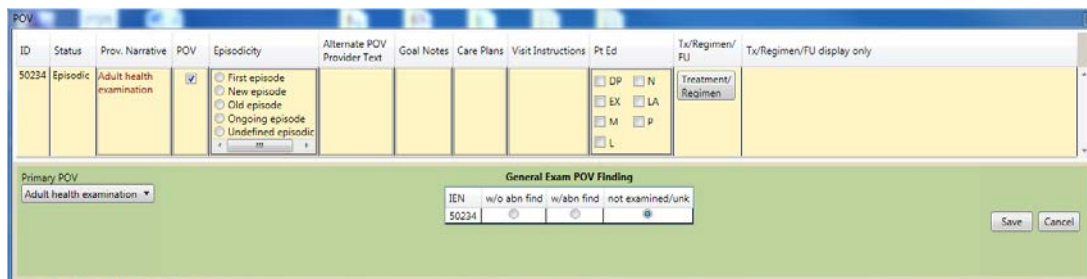 POV
ID Status Prov. Narrative POV Episodicity Alternate POV Provider Text Goal Notes Care Plans Visit Instructions Pt Ed Tx/Regimen/ FU Tx/Regimen/FU display only
50234 Episodic Adult health examination
First episode
New episode
Old episode
Ongoing episode
Undefined episodic
DP N
EX LA
M P
L
Treatment/
Regimen
Primary POV
Adult health examination
General Exam POV Finding
IEN w/o abn find w/abn find not examined/unk
50234
Save Cancel